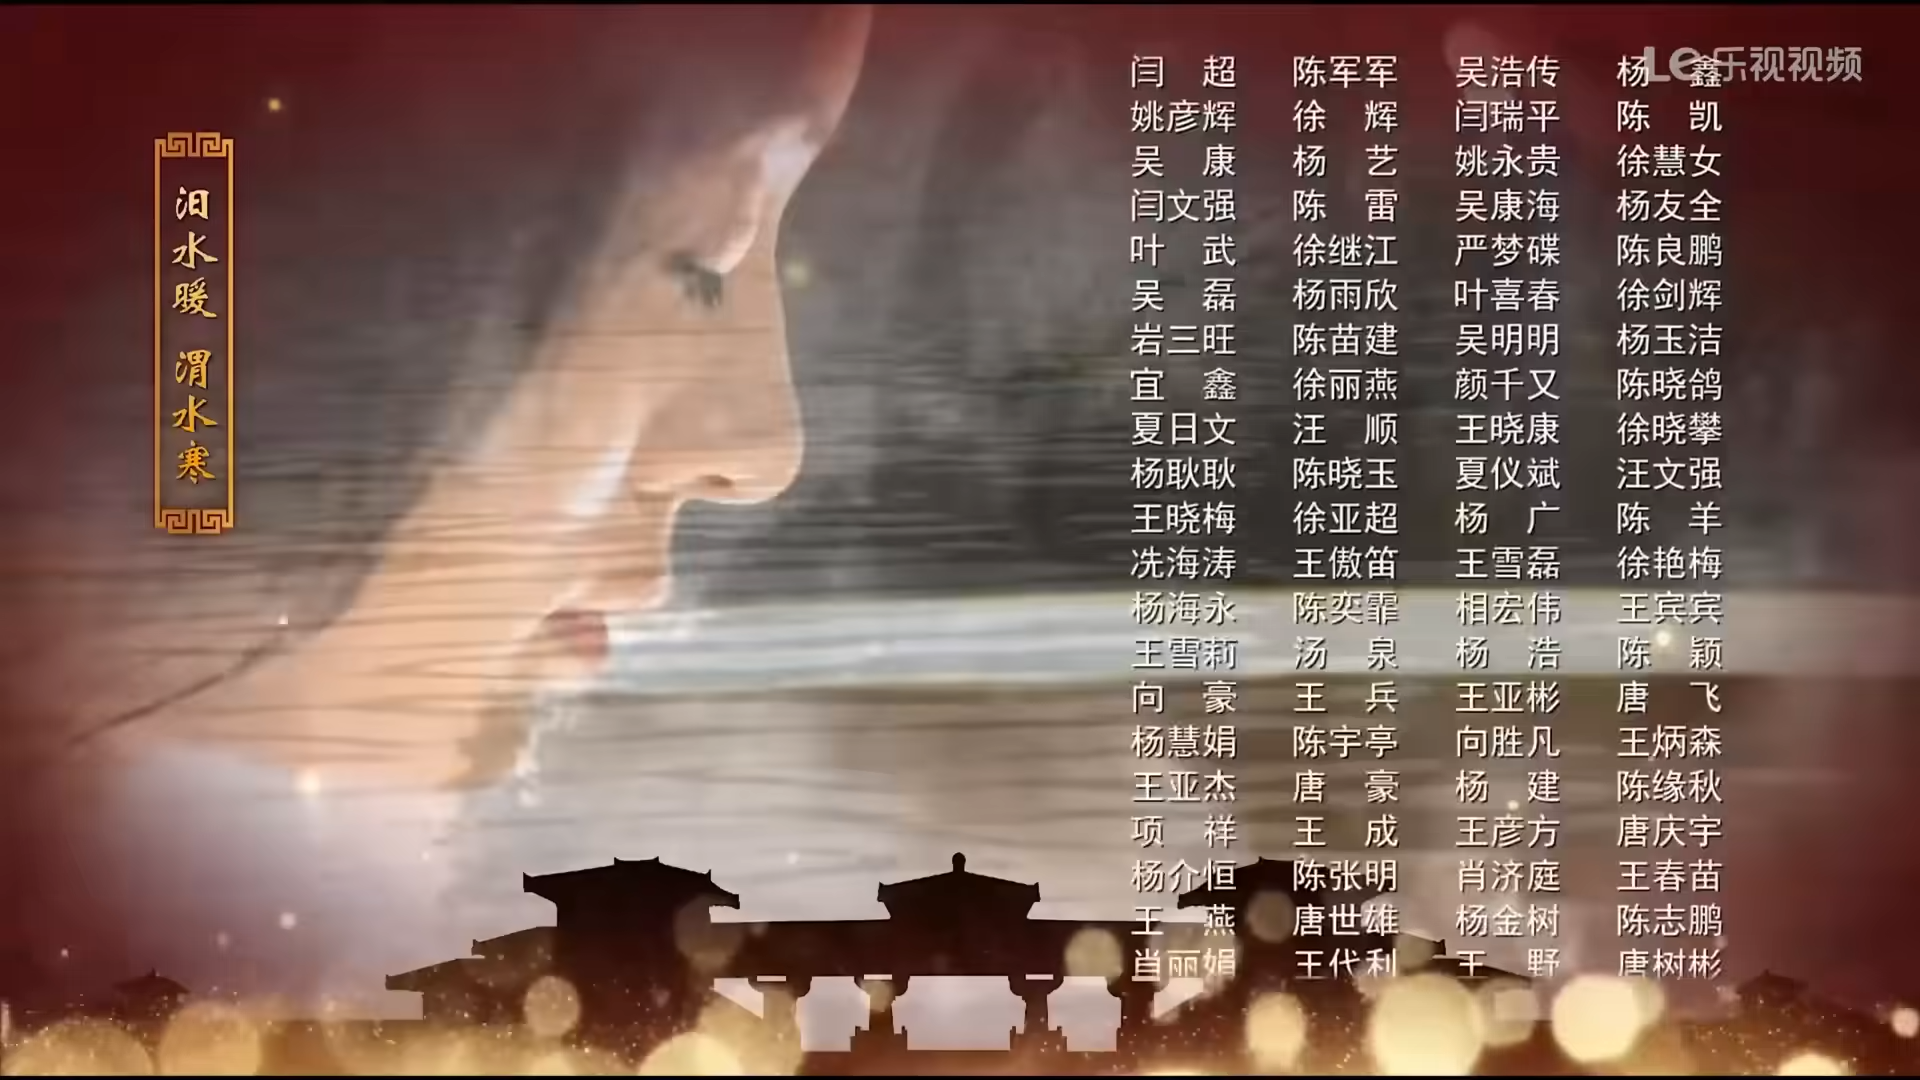 汨水暖 渭水寒
乐视视频
闫 超 陈军军 吴浩传 杨 鑫
姚彦辉 徐 辉 闫瑞平 陈 凯
吴 康 杨 艺 姚永贵 徐慧女
闫文强 陈 雷 吴康海 杨友全
叶 武 徐继江 严梦碟 陈良鹏
吴 磊 杨雨欣 叶喜春 徐剑辉
岩三旺 陈苗建 吴明明 杨玉洁
宜 鑫 徐丽燕 颜千又 陈晓鸽
夏日文 汪 顺 王晓康 徐晓攀
杨耿耿 陈晓玉 夏仪斌 汪文强
王晓梅 徐亚超 杨 广 陈 羊
冼海涛 王傲笛 王雪磊 徐艳梅
杨海永 陈奕霏 相宏伟 王宾宾
王雪莉 汤 泉 杨 浩 陈 颖
向 豪 王 兵 王亚彬 唐 飞
杨慧娟 陈宇亭 向胜凡 王炳森
王亚杰 唐 豪 杨 建 陈缘秋
项 祥 王 成 王彦方 唐庆宇
杨介恒 陈张明 肖济庭 王春苗
王 燕 唐世雄 杨金树 陈志鹏
肖丽娟 王代利 王 野 唐树彬